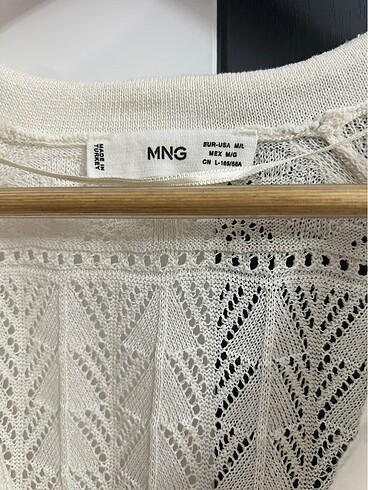 MADE IN
TURKEY
MNG
EUR-USA M/L
MEX M/G
CN L-165/88A